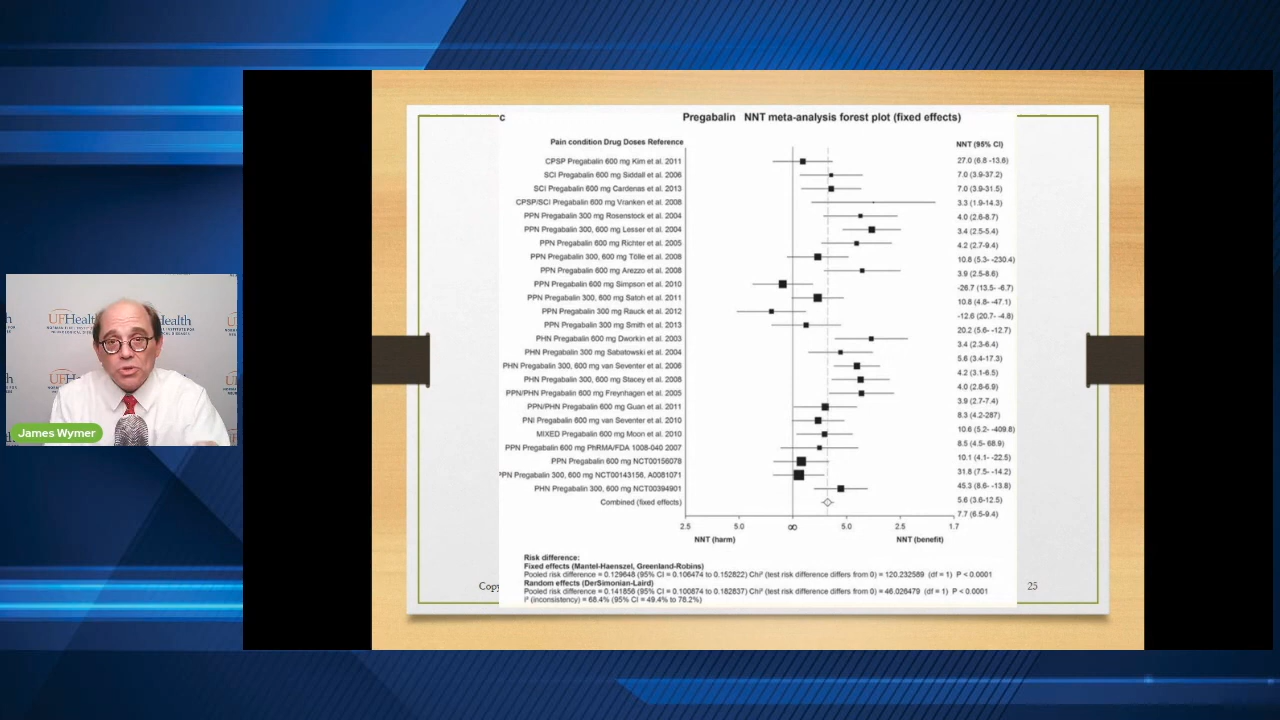 c
Pregabalin NNT meta-analysis forest plot (fixed effects)
Pain condition Drug Doses Reference
NNT (95% CI)
CPSP Pregabalin 600 mg Kim et al. 2011
27.0 (6.8 -13.6)
SCI Pregabalin 600 mg Siddall et al. 2006
7.0 (3.9-37.2)
SCI Pregabalin 600 mg Cardenas et al. 2013
7.0 (3.9-31.5)
CPSP/SCI Pregabalin 600 mg Vranken et al. 2008
3.3 (1.9-14.3)
PPN Pregabalin 300 mg Rosenstock et al. 2004
4.0 (2.6-8.7)
PPN Pregabalin 300, 600 mg Lesser et al. 2004
3.4 (2.5-5.4)
PPN Pregabalin 600 mg Richter et al. 2005
4.2 (2.7-9.4)
PPN Pregabalin 300, 600 mg Tölle et al. 2008
10.8 (5.3- -230.4)
PPN Pregabalin 600 mg Arezzo et al. 2008
3.9 (2.5-8.6)
PPN Pregabalin 600 mg Simpson et al. 2010
-26.7 (13.5- -6.7)
PPN Pregabalin 300, 600 mg Satoh et al. 2011
10.8 (4.8- -47.1)
PPN Pregabalin 300 mg Rauck et al. 2012
-12.6 (20.7- -4.8)
PPN Pregabalin 300 mg Smith et al. 2013
20.2 (5.6- -12.7)
PHN Pregabalin 600 mg Dworkin et al. 2003
3.4 (2.3-6.4)
PHN Pregabalin 300 mg Sabatowski et al. 2004
5.6 (3.4-17.3)
PHN Pregabalin 300, 600 mg van Seventer et al. 2006
4.2 (3.1-6.5)
PHN Pregabalin 300, 600 mg Stacey et al. 2008
4.0 (2.8-6.9)
PPN/PHN Pregabalin 600 mg Freynhagen et al. 2005
3.9 (2.7-7.4)
PPN/PHN Pregabalin 600 mg Guan et al. 2011
8.3 (4.2-287)
PNI Pregabalin 600 mg van Seventer et al. 2010
10.6 (5.2- -409.8)
MIXED Pregabalin 600 mg Moon et al. 2010
8.5 (4.5- 68.9)
PPN Pregabalin 600 mg PhRMA/FDA 1008-040 2007
10.1 (4.1- -22.5)
PPN Pregabalin 600 mg NCT00156078
31.8 (7.5- -14.2)
PPN Pregabalin 300, 600 mg NCT00143156, A0081071
45.3 (8.6- -13.8)
PHN Pregabalin 300, 600 mg NCT00394901
5.6 (3.6-12.5)
Combined (fixed effects)
7.7 (6.5-9.4)
2.5 5.0 ∞ 5.0 2.5 1.7
NNT (harm) NNT (benefit)
Risk difference:
Fixed effects (Mantel-Haenszel, Greenland-Robins)
Pooled risk difference = 0.129648 (95% CI = 0.106474 to 0.152822) Chi² (test risk difference differs from 0) = 120.232589 (df = 1) P < 0.0001
Random effects (DerSimonian-Laird)
Pooled risk difference = 0.141856 (95% CI = 0.100874 to 0.182837) Chi² (test risk difference differs from 0) = 46.026479 (df = 1) P < 0.0001
I² (inconsistency) = 68.4% (95% CI = 49.4% to 78.2%)
Copy
25
UFHealth
James Wymer